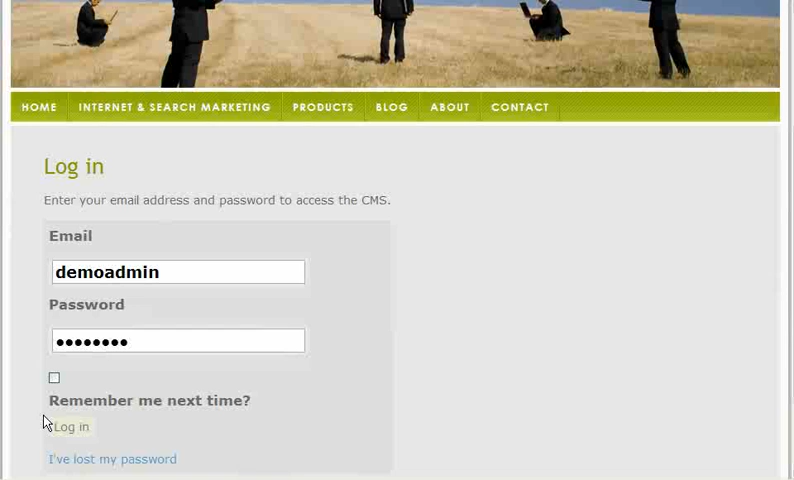 HOME INTERNET & SEARCH MARKETING PRODUCTS BLOG ABOUT CONTACT
Log in
Enter your email address and password to access the CMS.
Email
demoadmin
Password
••••••••
Remember me next time?
Log in
I've lost my password